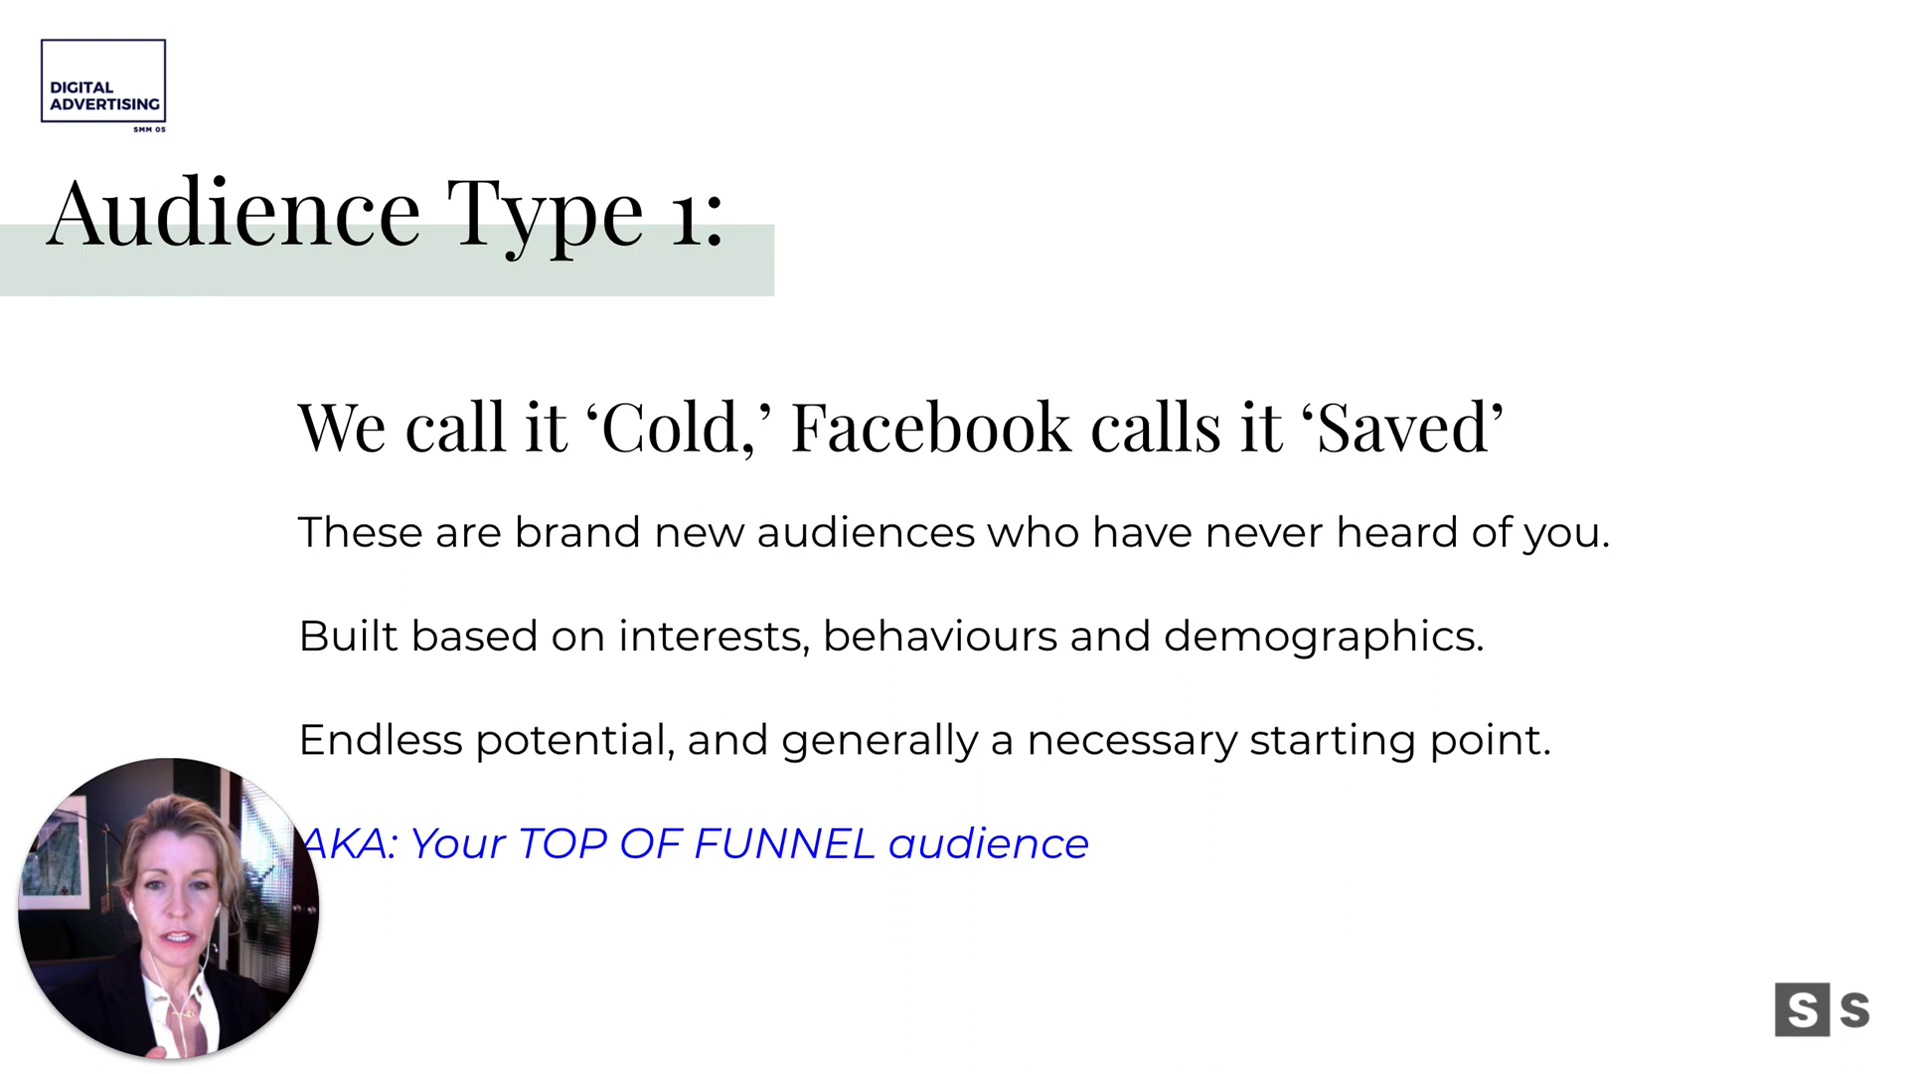 DIGITAL
ADVERTISING
SMM 05
Audience Type 1:
We call it ‘Cold,’ Facebook calls it ‘Saved’
These are brand new audiences who have never heard of you.
Built based on interests, behaviours and demographics.
Endless potential, and generally a necessary starting point.
AKA: Your TOP OF FUNNEL audience
S S